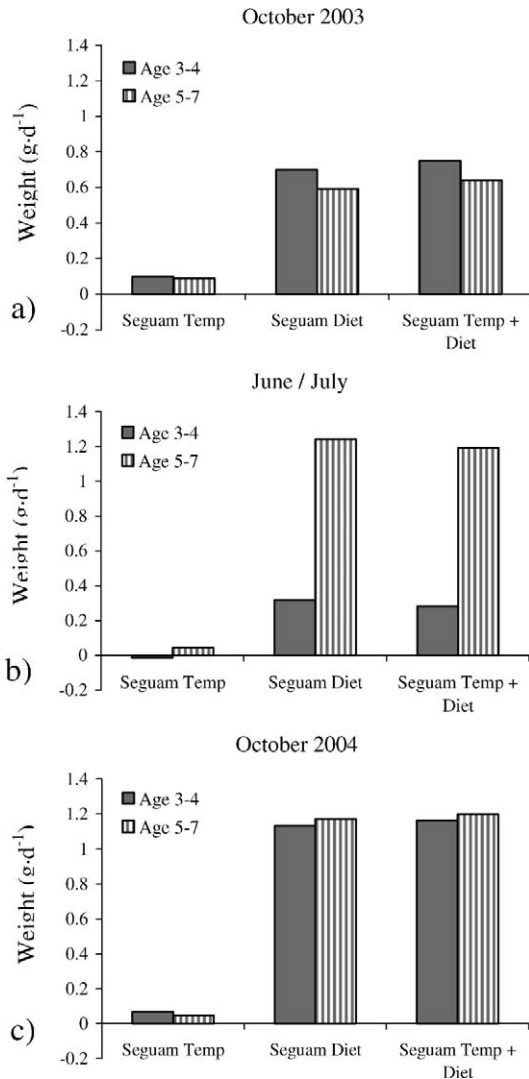 October 2003
Weight (g·d-1)
1.4
1.2
1
0.8
0.6
0.4
0.2
0
-0.2
Age 3-4
Age 5-7
Seguam Temp
Seguam Diet
Seguam Temp +
Diet
a)
June / July
Weight (g·d-1)
1.4
1.2
1
0.8
0.6
0.4
0.2
0
-0.2
Age 3-4
Age 5-7
Seguam Temp
Seguam Diet
Seguam Temp +
Diet
b)
October 2004
Weight (g·d-1)
1.4
1.2
1
0.8
0.6
0.4
0.2
0
-0.2
Age 3-4
Age 5-7
Seguam Temp
Seguam Diet
Seguam Temp +
Diet
c)